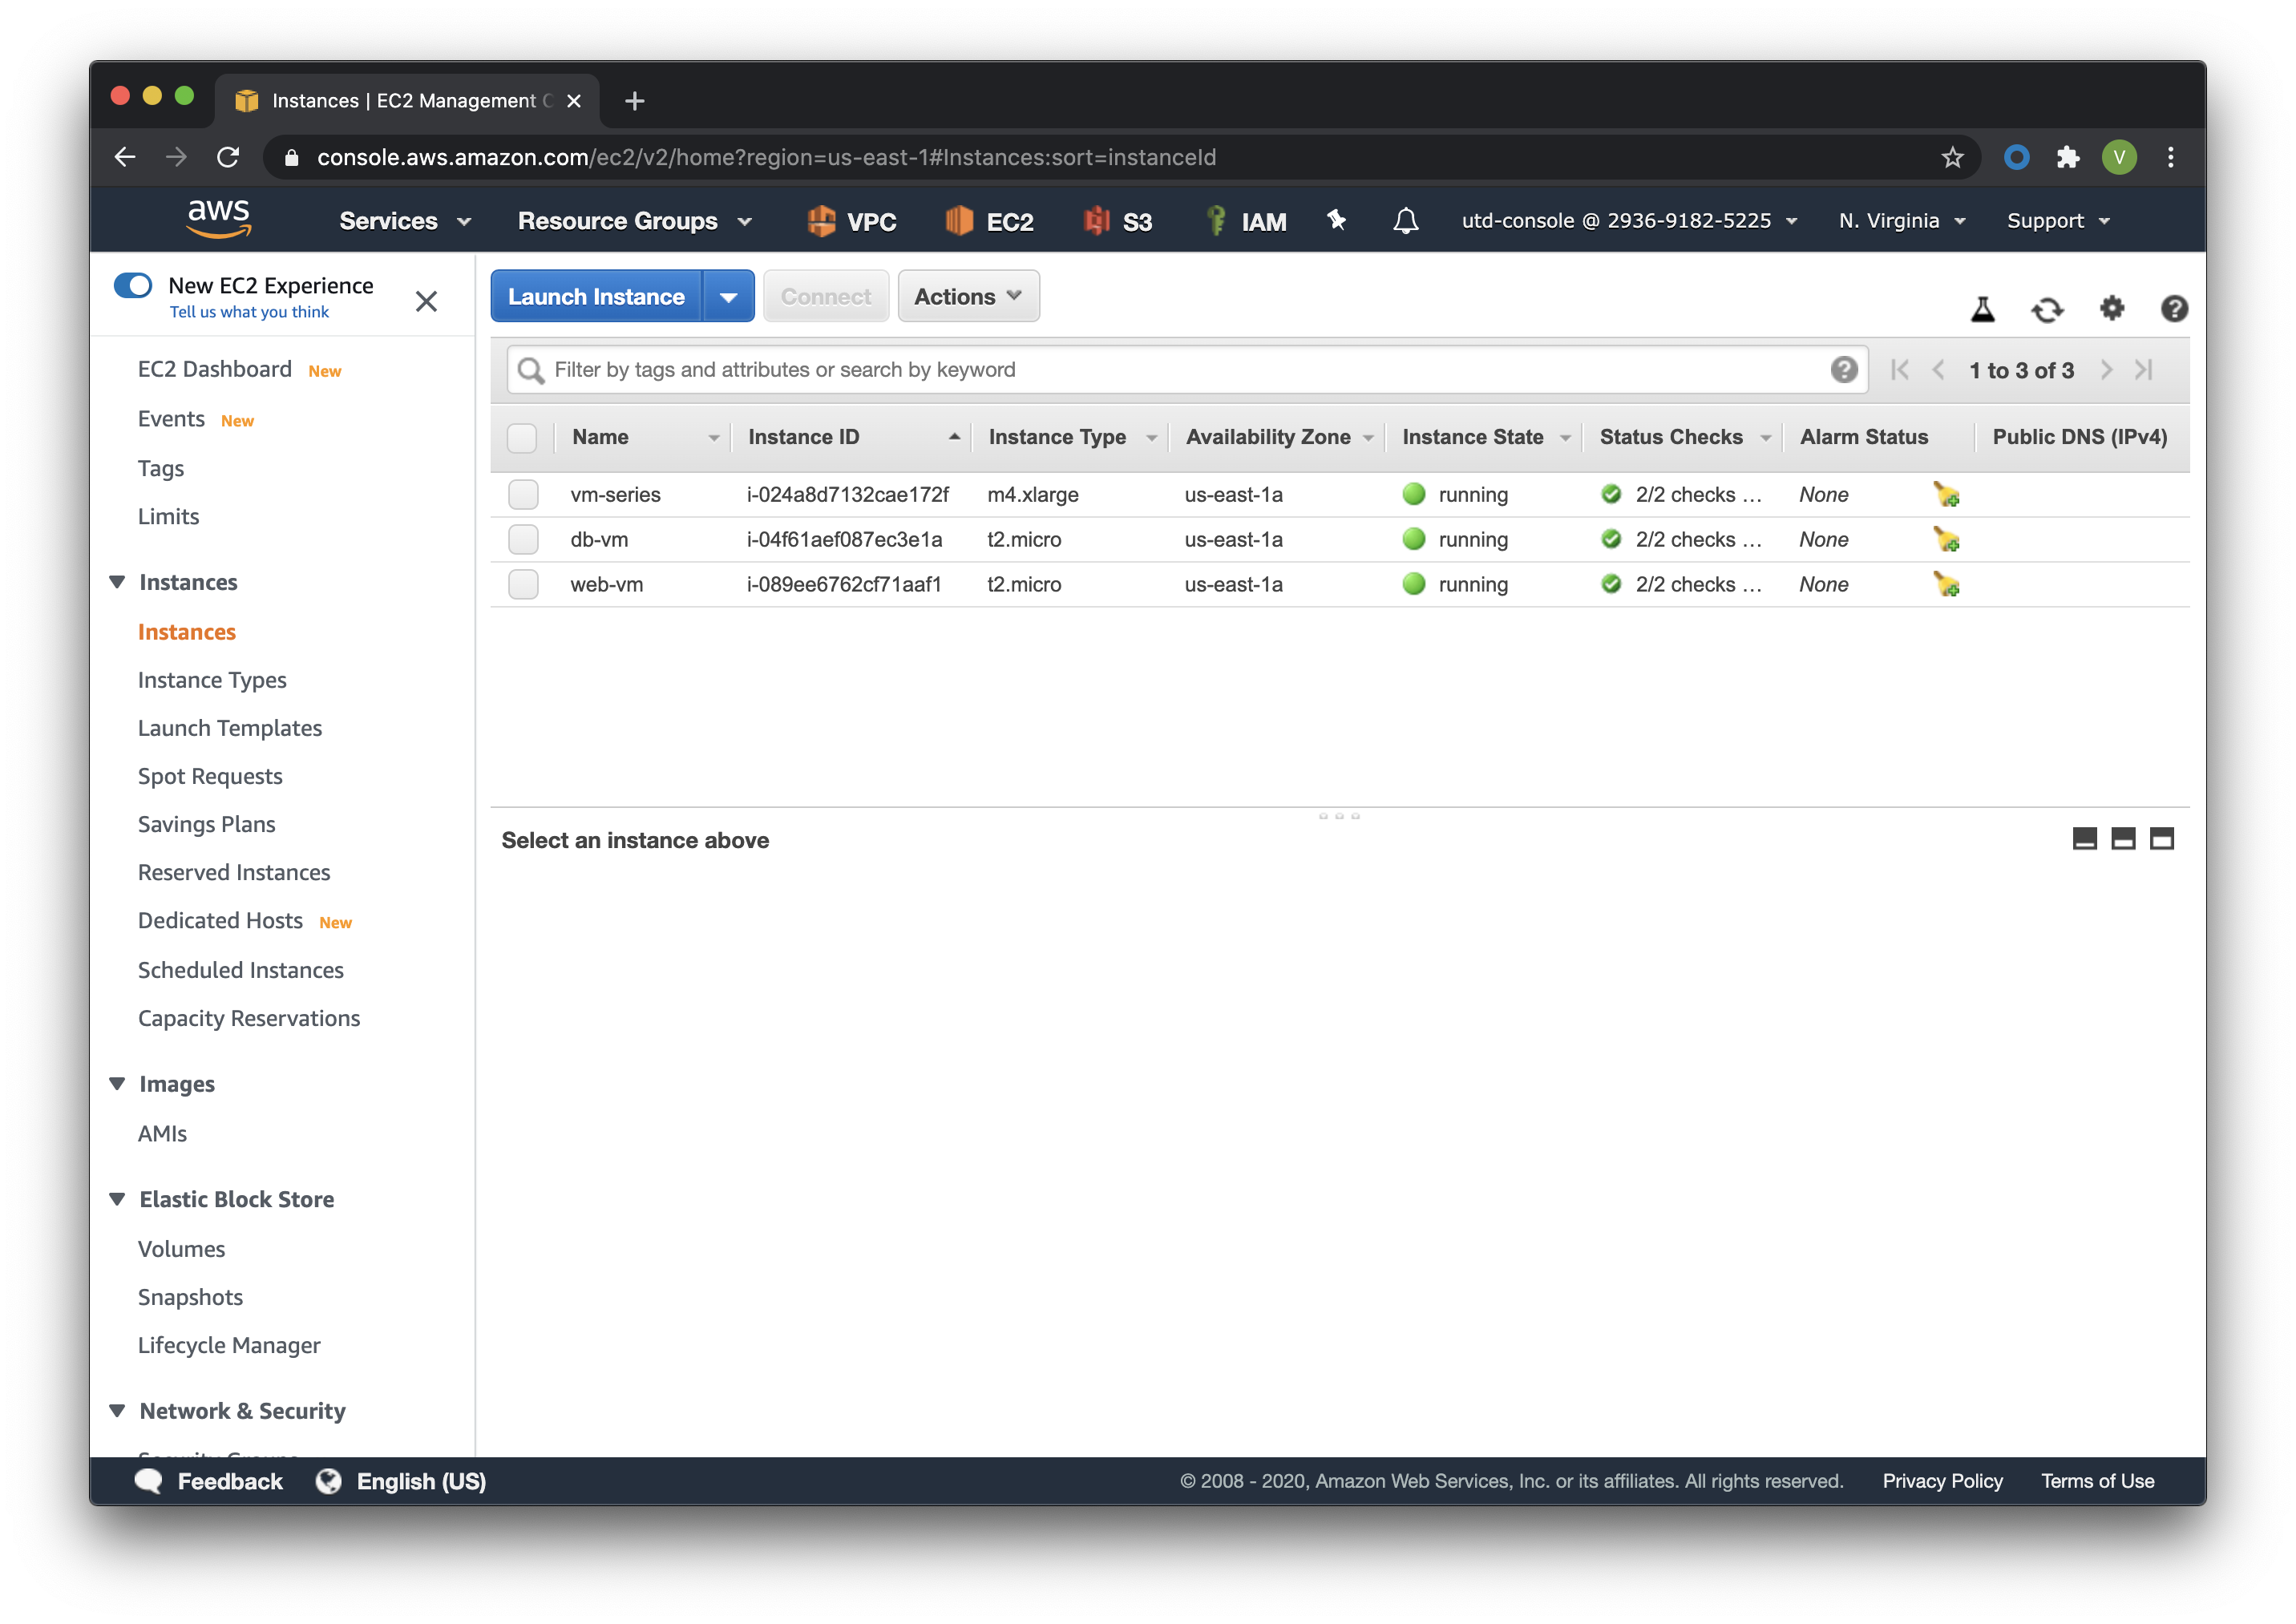 Instances | EC2 Management C
console.aws.amazon.com/ec2/v2/home?region=us-east-1#Instances:sort=instanceId
V
aws Services Resource Groups VPC EC2 S3 IAM utd-console @ 2936-9182-5225 N. Virginia Support
New EC2 Experience
Tell us what you think
EC2 Dashboard New
Events New
Tags
Limits
Instances
Instances
Instance Types
Launch Templates
Spot Requests
Savings Plans
Reserved Instances
Dedicated Hosts New
Scheduled Instances
Capacity Reservations
Images
AMIs
Elastic Block Store
Volumes
Snapshots
Lifecycle Manager
Network & Security
Launch Instance Connect Actions
Filter by tags and attributes or search by keyword 1 to 3 of 3
Name Instance ID Instance Type Availability Zone Instance State Status Checks Alarm Status Public DNS (IPv4)
vm-series i-024a8d7132cae172f m4.xlarge us-east-1a running 2/2 checks … None
db-vm i-04f61aef087ec3e1a t2.micro us-east-1a running 2/2 checks … None
web-vm i-089ee6762cf71aaf1 t2.micro us-east-1a running 2/2 checks … None
Select an instance above
Feedback English (US) © 2008 - 2020, Amazon Web Services, Inc. or its affiliates. All rights reserved. Privacy Policy Terms of Use